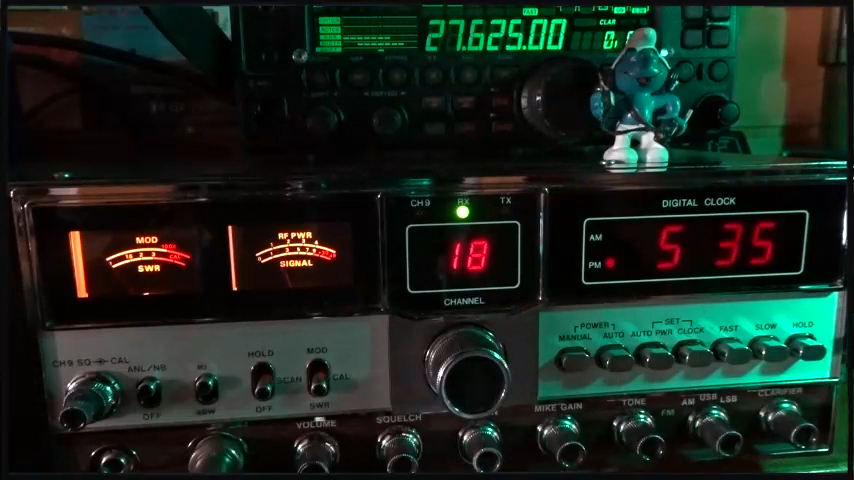 FAST
27.625.00
CLAR
CH9 RX TX
DIGITAL CLOCK
MOD
SWR
RF PWR
SIGNAL
18
CHANNEL
AM
PM
5 35
POWER SET
MANUAL AUTO AUTO PWR CLOCK FAST SLOW HOLD
CH9 SQ CAL
ANL/NB
OFF
HOLD
SCAN
OFF
MOD
CAL
SWR
VOLUME
SQUELCH
MIKE GAIN
TONE
FM AM USB LSB
CLARIFIER